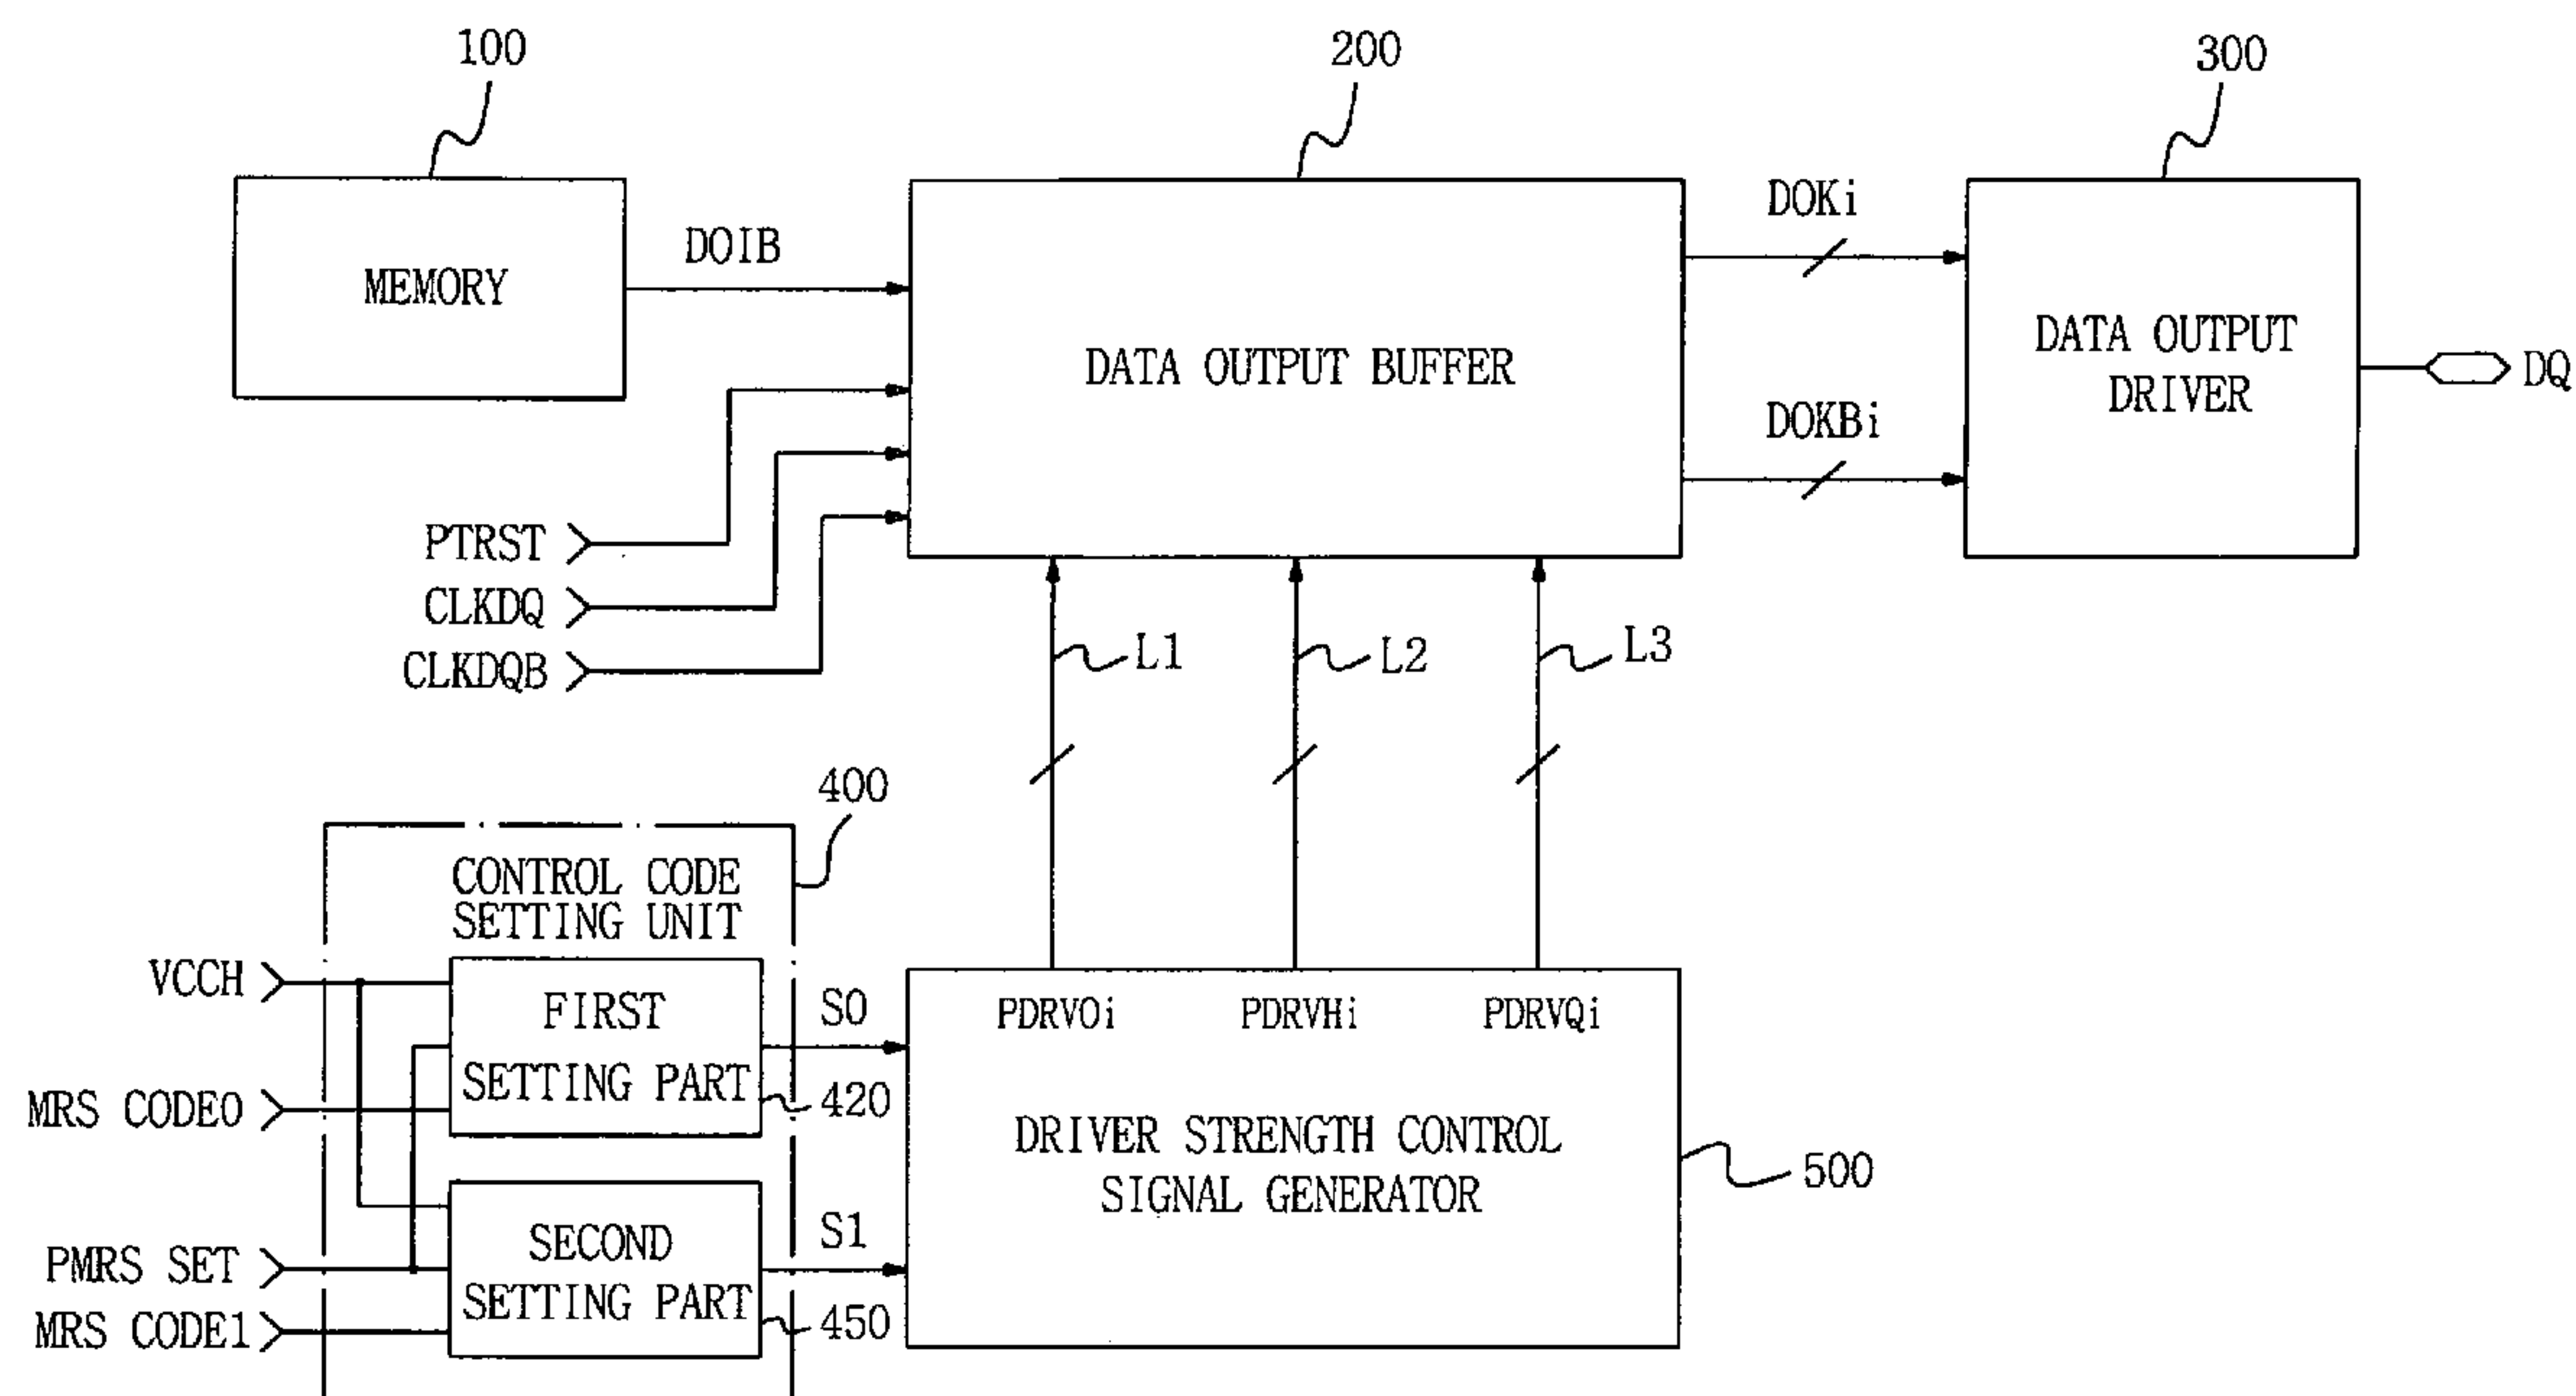 100
200
300
MEMORY
DOIB
DATA OUTPUT BUFFER
DOKi
DOKBi
DATA OUTPUT
DRIVER
DQ
PTRST
CLKDQ
CLKDQB
L1
L2
L3
400
CONTROL CODE
SETTING UNIT
VCCH
MRS CODE0
PMRS SET
MRS CODE1
FIRST
SETTING PART
420
SECOND
SETTING PART
450
S0
S1
PDRVOi
PDRVHi
PDRVQi
DRIVER STRENGTH CONTROL
SIGNAL GENERATOR
500